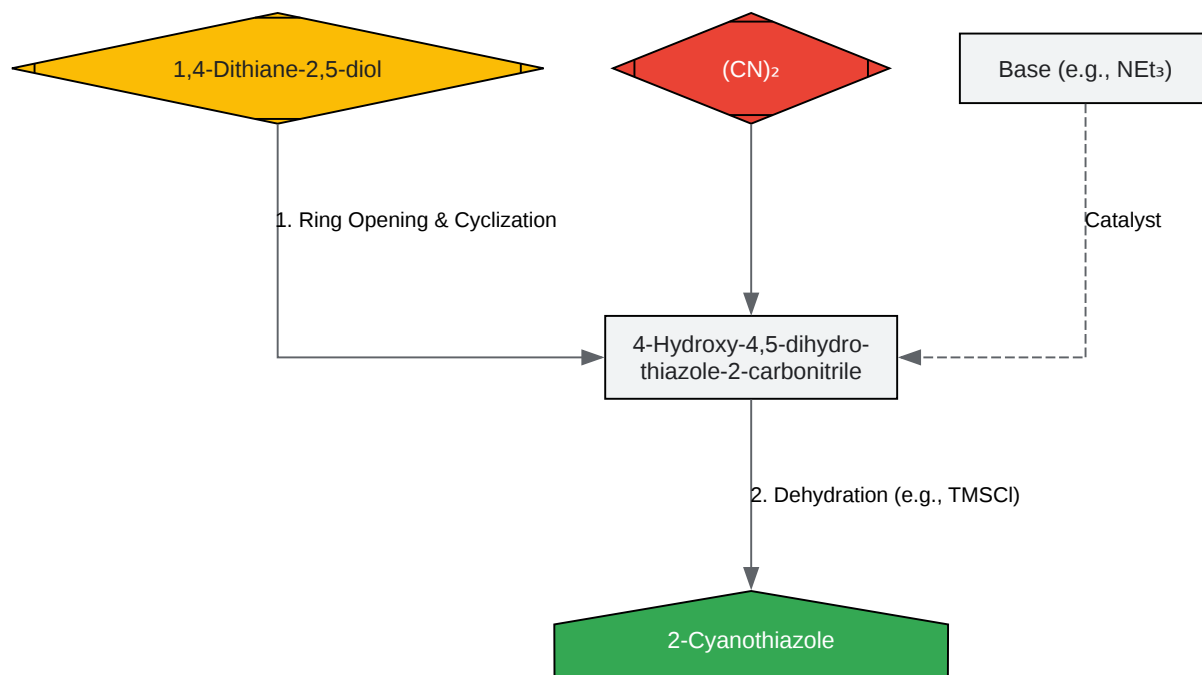 1,4-Dithiane-2,5-diol
(CN)₂
Base (e.g., NEt₃)
1. Ring Opening & Cyclization
Catalyst
4-Hydroxy-4,5-dihydro-
thiazole-2-carbonitrile
2. Dehydration (e.g., TMSCl)
2-Cyanothiazole